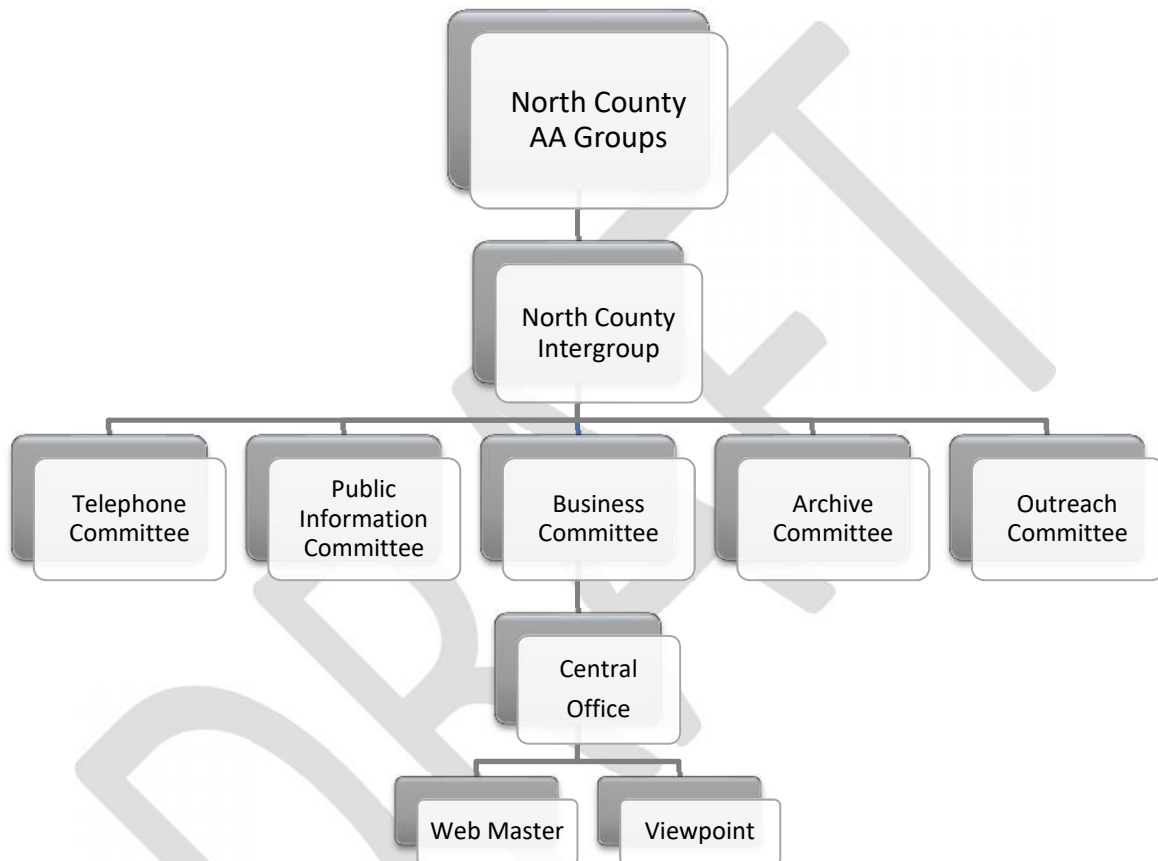 North County
AA Groups
North County
Intergroup
Telephone
Committee
Public
Information
Committee
Business
Committee
Archive
Committee
Outreach
Committee
Central
Office
Web Master
Viewpoint
DRAFT